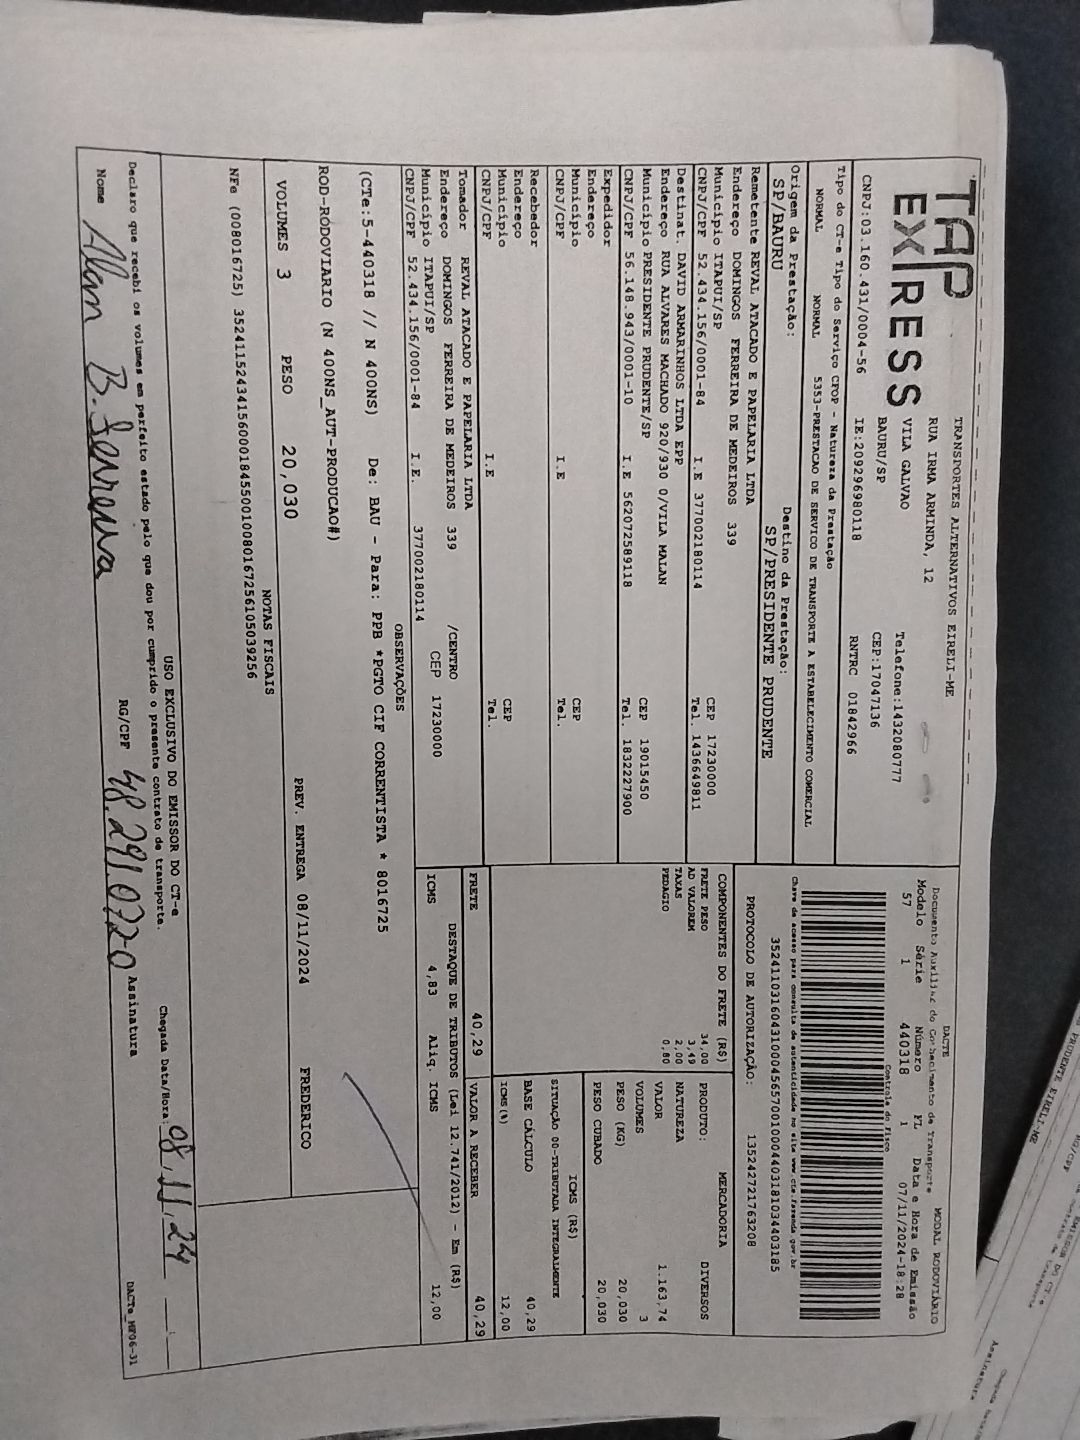 TAP EXPRESS
TRANSPORTES ALTERNATIVOS EIRELI-ME
RUA IRMA ARMINDA, 12
VILA GALVAO Telefone:1432080777
BAURU/SP CEP:17047136
CNPJ:03.160.431/0004-56 IE:209296980118 RNTRC 01842966
Tipo do CT-e Tipo do Serviço CFOP - Natureza da Prestação
NORMAL NORMAL 5353-PRESTACAO DE SERVICO DE TRANSPORTE A ESTABELECIMENTO COMERCIAL
Origem da Prestação: Destino da Prestação:
SP/BAURU SP/PRESIDENTE PRUDENTE
Remetente REVAL ATACADO E PAPELARIA LTDA
Endereço DOMINGOS FERREIRA DE MEDEIROS 339
Município ITAPUI/SP CEP 17230000
CNPJ/CPF 52.434.156/0001-84 I.E 377002180114 Tel. 1436649811
Destinat. DAVID ARMARINHOS LTDA EPP
Endereço RUA ALVARES MACHADO 920/930 0/VILA MALAN
Município PRESIDENTE PRUDENTE/SP CEP 19015450
CNPJ/CPF 56.148.943/0001-10 I.E 562072589118 Tel. 1832227900
Expedidor
Endereço
Município CEP
CNPJ/CPF I.E Tel.
Recebedor
Endereço
Município CEP
CNPJ/CPF I.E Tel.
Tomador REVAL ATACADO E PAPELARIA LTDA
Endereço DOMINGOS FERREIRA DE MEDEIROS 339 /CENTRO
Município ITAPUI/SP CEP 17230000
CNPJ/CPF 52.434.156/0001-84 I.E. 377002180114
DACTE MODAL RODOVIÁRIO
Documento Auxiliar do Conhecimento de Transporte
Modelo Série Número FL Data e Hora de Emissão
57 1 440318 1 07/11/2024-18:28
Controle do Fisco
Chave de acesso para consulta de autenticidade no site www.cte.fazenda.gov.br
35241103160431000456570010004403181034403185
PROTOCOLO DE AUTORIZAÇÃO: 135242721763208
COMPONENTES DO FRETE (R$)
FRETE PESO 34,00
AD VALOREM 3,49
TAXAS 2,00
PEDAGIO 0,80
MERCADORIA
PRODUTO: DIVERSOS
NATUREZA
VALOR 1.163,74
VOLUMES 3
PESO (KG) 20,030
PESO CUBADO 20,030
ICMS (R$)
SITUAÇÃO 00-TRIBUTADA INTEGRALMENTE
BASE CÁLCULO 40,29
ICMS(%) 12,00
FRETE 40,29 VALOR A RECEBER 40,29
DESTAQUE DE TRIBUTOS (Lei 12.741/2012) - Em (R$)
ICMS 4,83 Aliq. ICMS 12,00
OBSERVAÇÕES
(CTe:5-440318 // N 400NS) De: BAU - Para: PPB *PGTO CIF CORRENTISTA * 8016725
ROD-RODOVIARIO (N 400NS_AUT-PRODUCAO#)
VOLUMES 3 PESO 20,030 PREV. ENTREGA 08/11/2024 FREDERICO
NOTAS FISCAIS
NFe (008016725) 35241152434156000184550010080167256105039256
USO EXCLUSIVO DO EMISSOR DO CT-e
Declaro que recebi os volumes em perfeito estado pelo que dou por cumprido o presente contrato de transporte. Chegada Data/Hora: 08.11.24
Nome Alan B. RG/CPF 48.291.072-0 Assinatura
DACTe_MF06-31